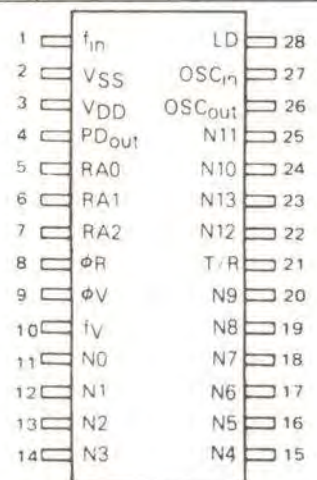 1 fin LD 28
2 VSS OSCin 27
3 VDD OSCout 26
4 PDout N11 25
5 RA0 N10 24
6 RA1 N13 23
7 RA2 N12 22
8 ϕR T/R 21
9 ϕV N9 20
10 fV N8 19
11 N0 N7 18
12 N1 N6 17
13 N2 N5 16
14 N3 N4 15